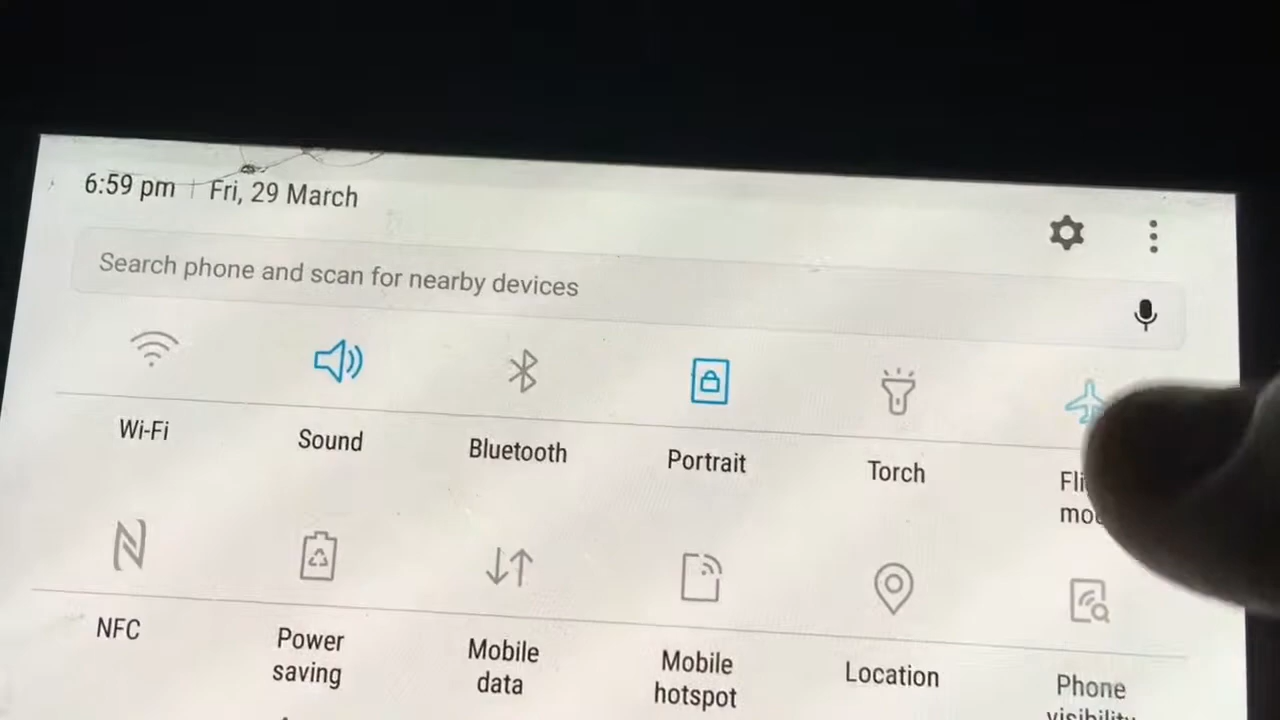 6:59 pm Fri, 29 March
Search phone and scan for nearby devices
Wi-Fi
Sound
Bluetooth
Portrait
Torch
NFC
Power
saving
Mobile
data
Mobile
hotspot
Location
Phone
visibility